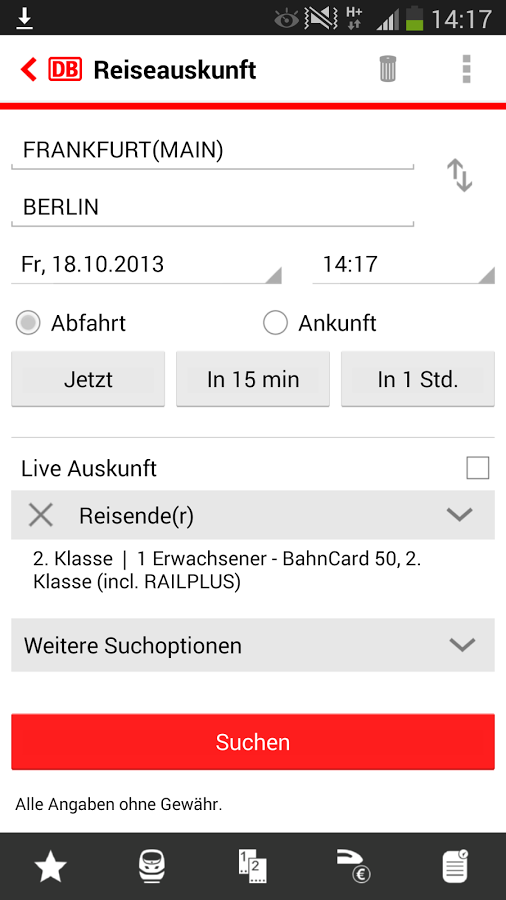 H+ 14:17
DB Reiseauskunft
FRANKFURT(MAIN)
BERLIN
Fr, 18.10.2013 14:17
Abfahrt Ankunft
Jetzt In 15 min In 1 Std.
Live Auskunft
Reisende(r)
2. Klasse | 1 Erwachsener - BahnCard 50, 2.
Klasse (incl. RAILPLUS)
Weitere Suchoptionen
Suchen
Alle Angaben ohne Gewähr.
1 2 €